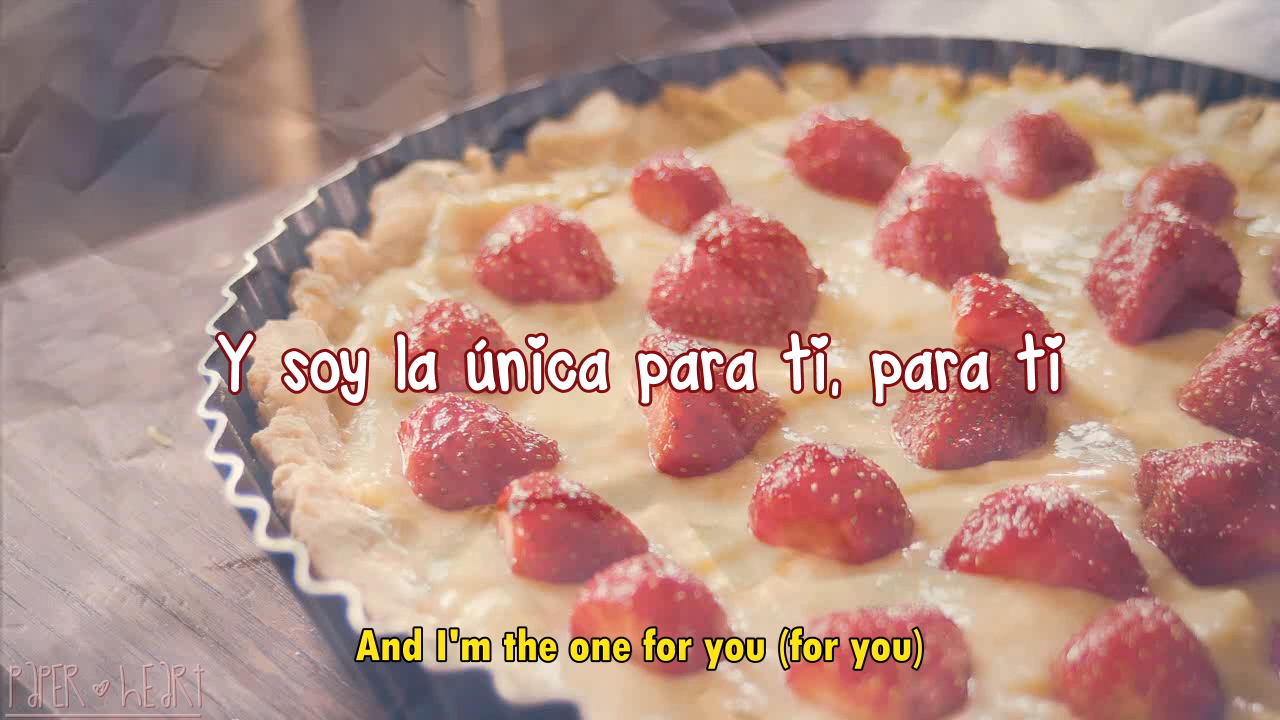 Y soy la única para ti, para ti
And I'm the one for you (for you)
PAPER heart